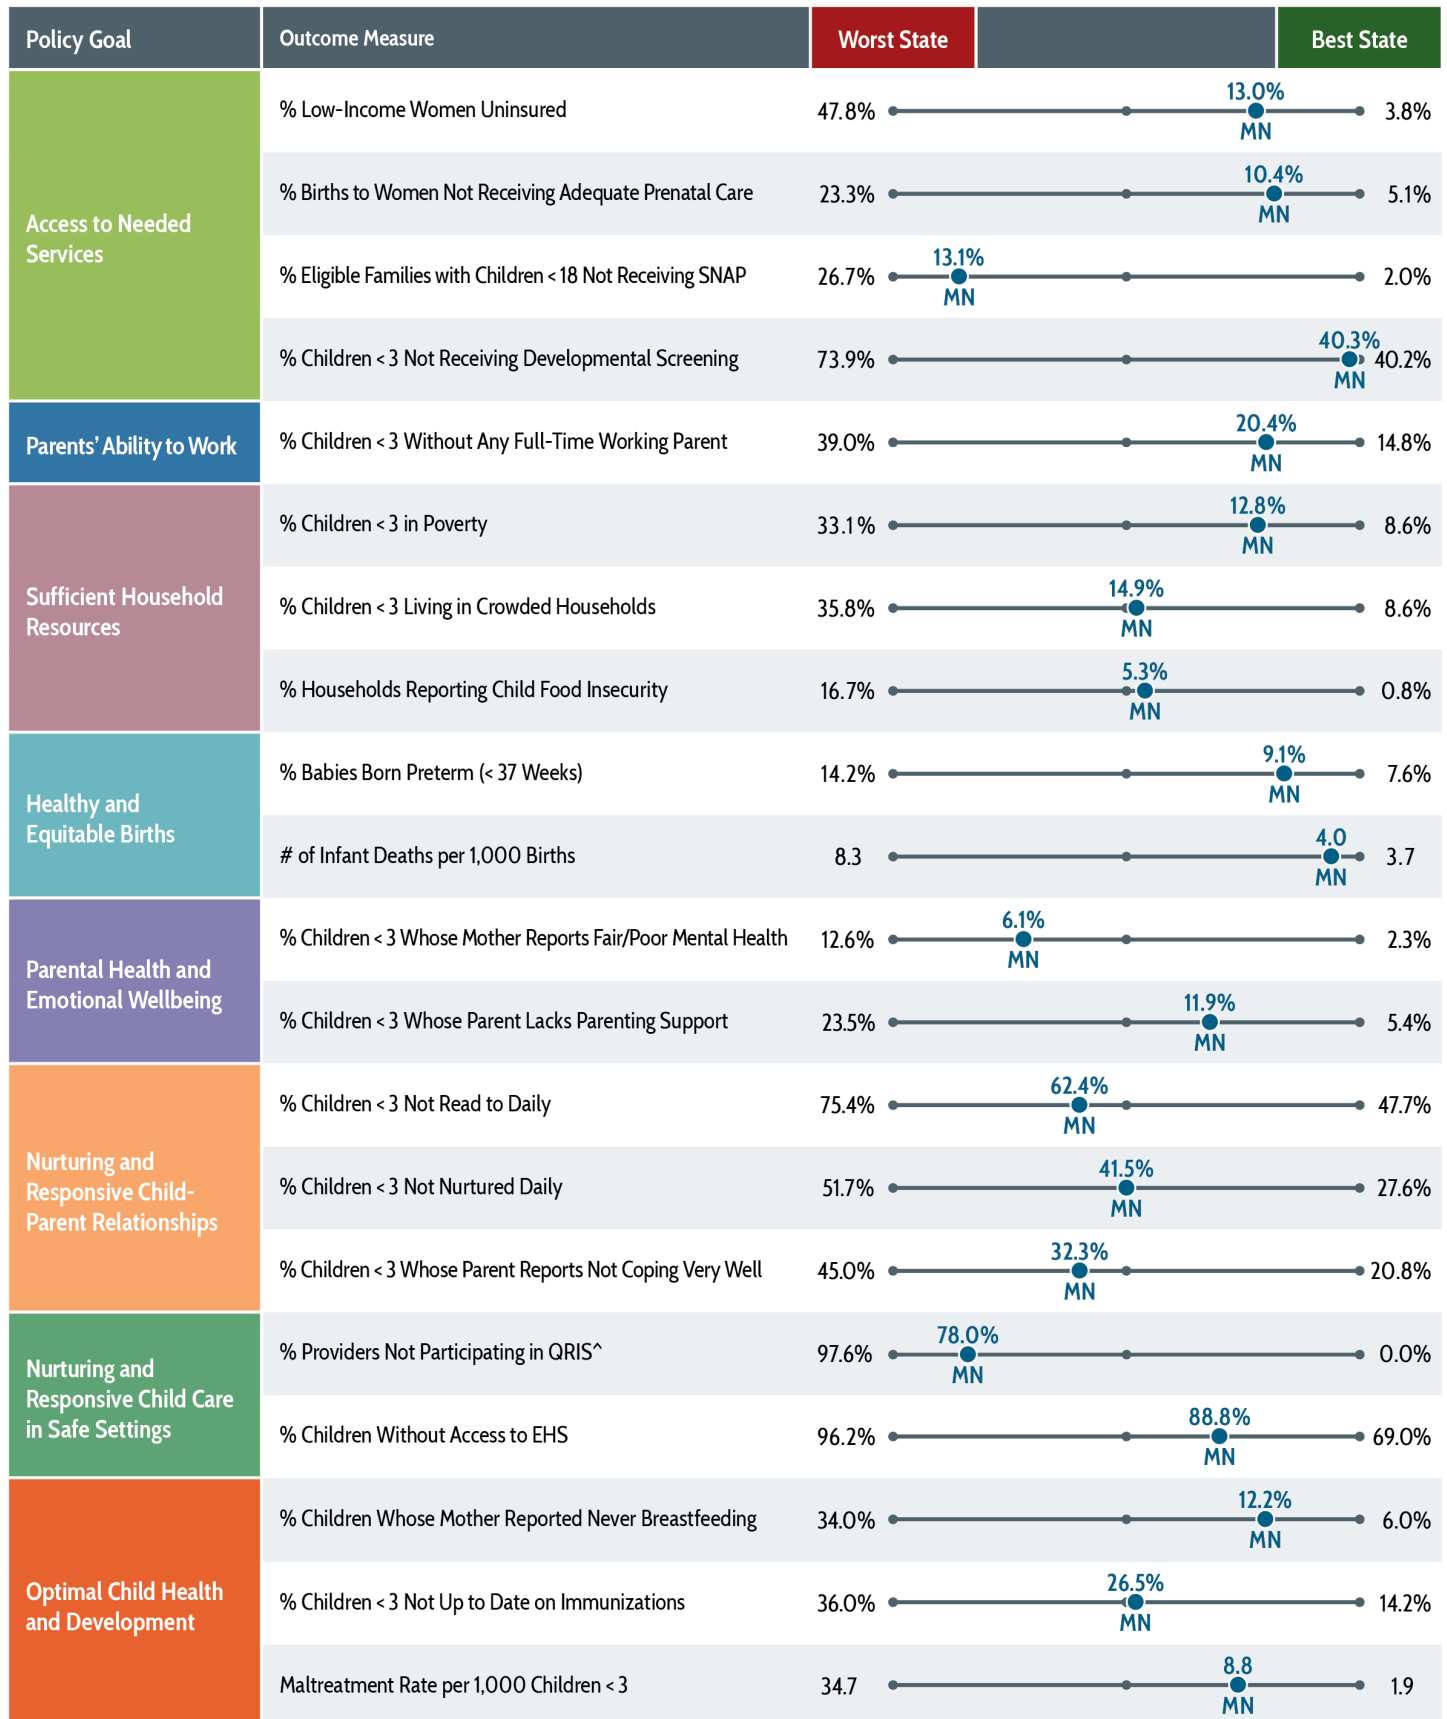 Policy Goal
Outcome Measure
Worst State
Best State
Access to Needed
Services
% Low-Income Women Uninsured
47.8%
13.0%
MN
3.8%
% Births to Women Not Receiving Adequate Prenatal Care
23.3%
10.4%
MN
5.1%
% Eligible Families with Children < 18 Not Receiving SNAP
26.7%
13.1%
MN
2.0%
% Children < 3 Not Receiving Developmental Screening
73.9%
40.3%
MN
40.2%
Parents' Ability to Work
% Children < 3 Without Any Full-Time Working Parent
39.0%
20.4%
MN
14.8%
Sufficient Household
Resources
% Children < 3 in Poverty
33.1%
12.8%
MN
8.6%
% Children < 3 Living in Crowded Households
35.8%
14.9%
MN
8.6%
% Households Reporting Child Food Insecurity
16.7%
5.3%
MN
0.8%
Healthy and
Equitable Births
% Babies Born Preterm (< 37 Weeks)
14.2%
9.1%
MN
7.6%
# of Infant Deaths per 1,000 Births
8.3
4.0
MN
3.7
Parental Health and
Emotional Wellbeing
% Children < 3 Whose Mother Reports Fair/Poor Mental Health
12.6%
6.1%
MN
2.3%
% Children < 3 Whose Parent Lacks Parenting Support
23.5%
11.9%
MN
5.4%
Nurturing and
Responsive Child-
Parent Relationships
% Children < 3 Not Read to Daily
75.4%
62.4%
MN
47.7%
% Children < 3 Not Nurtured Daily
51.7%
41.5%
MN
27.6%
% Children < 3 Whose Parent Reports Not Coping Very Well
45.0%
32.3%
MN
20.8%
Nurturing and
Responsive Child Care
in Safe Settings
% Providers Not Participating in QRIS^
97.6%
78.0%
MN
0.0%
% Children Without Access to EHS
96.2%
88.8%
MN
69.0%
Optimal Child Health
and Development
% Children Whose Mother Reported Never Breastfeeding
34.0%
12.2%
MN
6.0%
% Children < 3 Not Up to Date on Immunizations
36.0%
26.5%
MN
14.2%
Maltreatment Rate per 1,000 Children < 3
34.7
8.8
MN
1.9